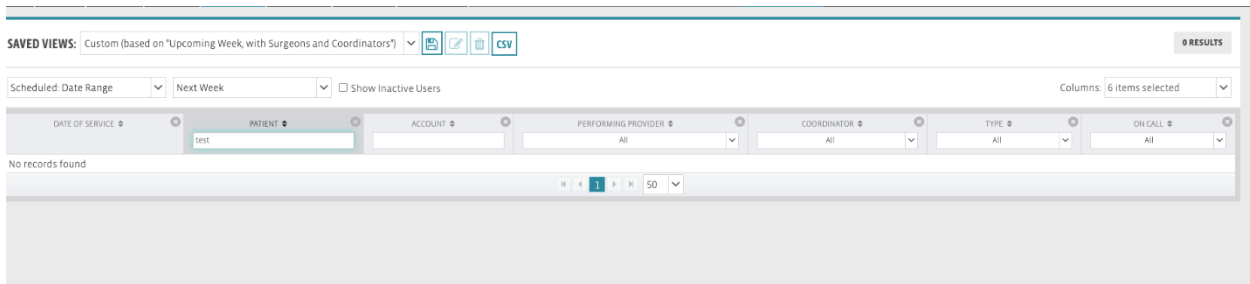 SAVED VIEWS: Custom (based on "Upcoming Week, with Surgeons and Coordinators") CSV 0 RESULTS
Scheduled: Date Range Next Week Show Inactive Users Columns: 6 items selected
DATE OF SERVICE PATIENT ACCOUNT PERFORMING PROVIDER COORDINATOR TYPE ON CALL
test All All All All
No records found
1 50